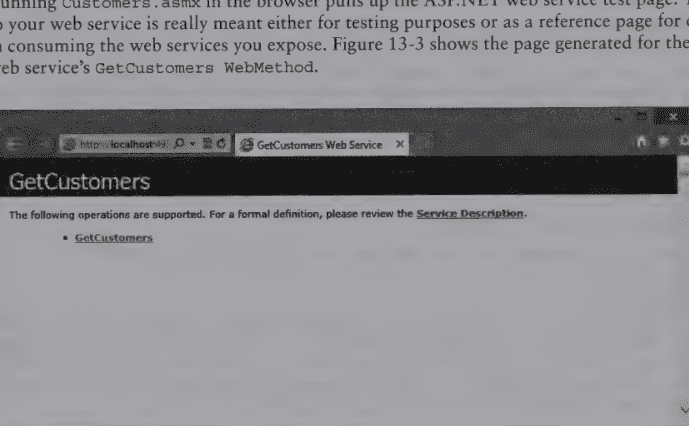 unning Customers.asmx in the browser pulls up the ASP.NET web service test page.
your web service is really meant either for testing purposes or as a reference page for
consuming the web services you expose. Figure 13-3 shows the page generated for the
eb service's GetCustomers WebMethod.
GetCustomers Web Service
GetCustomers
The following operations are supported. For a formal definition, please review the Service Description.
• GetCustomers